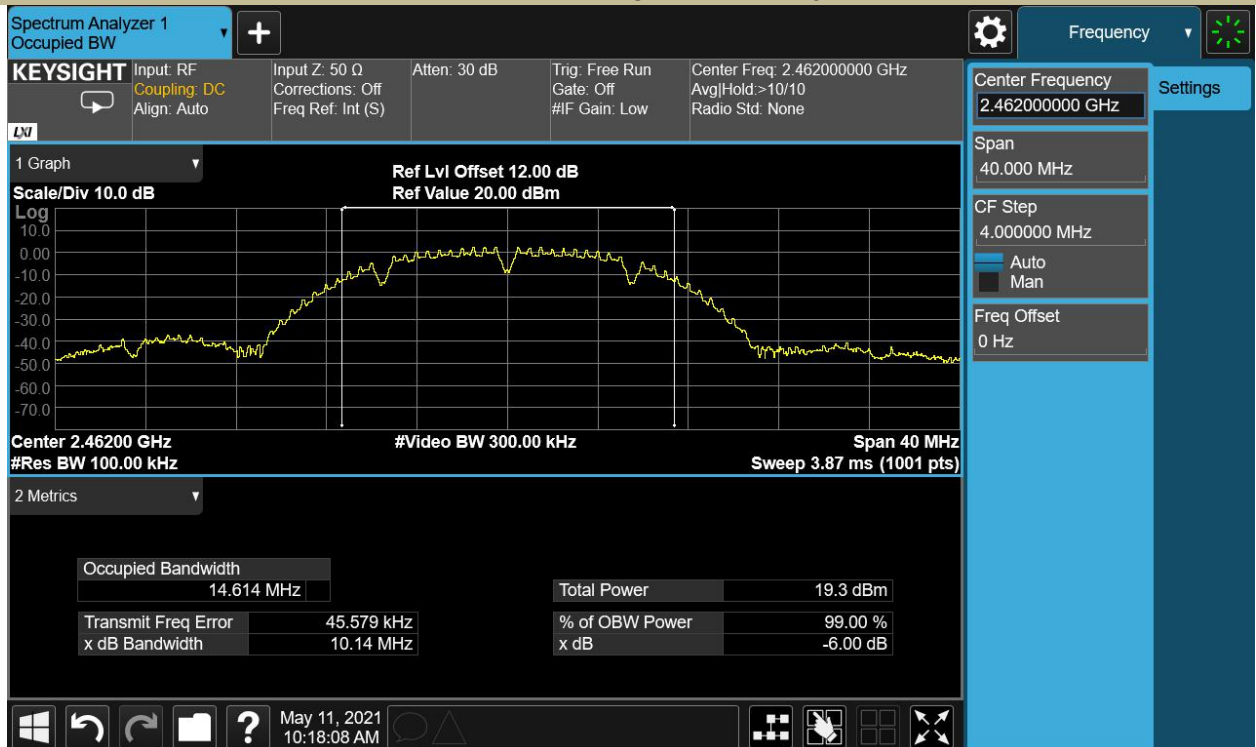 Spectrum Analyzer 1
Occupied BW
+
Frequency
KEYSIGHT
LXI
Input: RF
Coupling: DC
Align: Auto
Input Z: 50 Ω
Corrections: Off
Freq Ref: Int (S)
Atten: 30 dB
Trig: Free Run
Gate: Off
#IF Gain: Low
Center Freq: 2.462000000 GHz
Avg|Hold:>10/10
Radio Std: None
Center Frequency
2.462000000 GHz
Settings
Span
40.000 MHz
CF Step
4.000000 MHz
Auto
Man
Freq Offset
0 Hz
1 Graph
Scale/Div 10.0 dB
Ref Lvl Offset 12.00 dB
Ref Value 20.00 dBm
Log
10.0
0.00
-10.0
-20.0
-30.0
-40.0
-50.0
-60.0
-70.0
Center 2.46200 GHz
#Video BW 300.00 kHz
Span 40 MHz
#Res BW 100.00 kHz
Sweep 3.87 ms (1001 pts)
2 Metrics
Occupied Bandwidth
14.614 MHz
Total Power 19.3 dBm
Transmit Freq Error 45.579 kHz
% of OBW Power 99.00 %
x dB Bandwidth 10.14 MHz
x dB -6.00 dB
?
May 11, 2021
10:18:08 AM